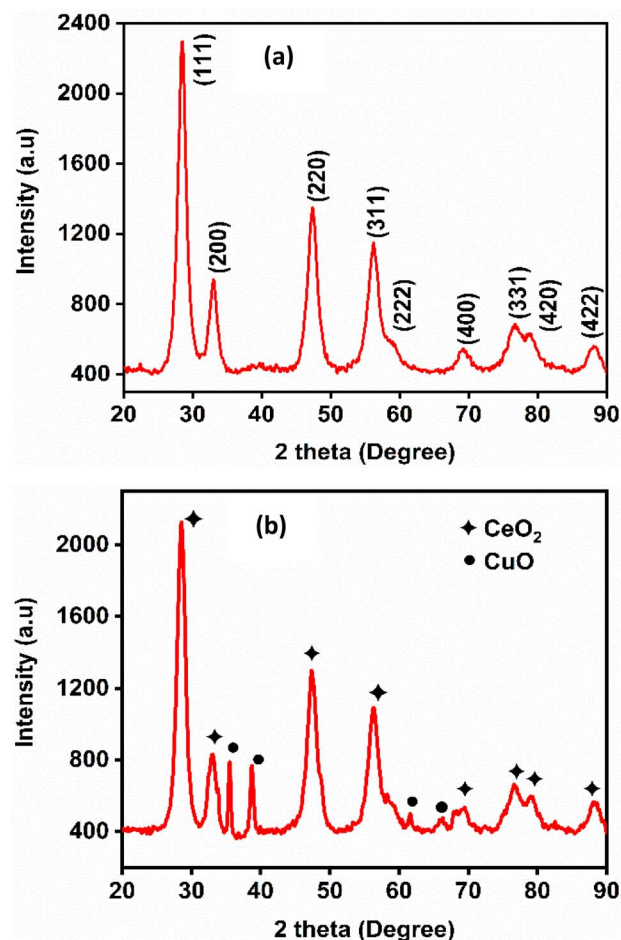 (a)
2400
2000
1600
1200
800
400
Intensity (a.u)
(111)
(200)
(220)
(311)
(222)
(400)
(331)
(420)
(422)
20 30 40 50 60 70 80 90
2 theta (Degree)
(b)
CeO₂
CuO
2000
1600
1200
800
400
Intensity (a.u)
20 30 40 50 60 70 80 90
2 theta (Degree)